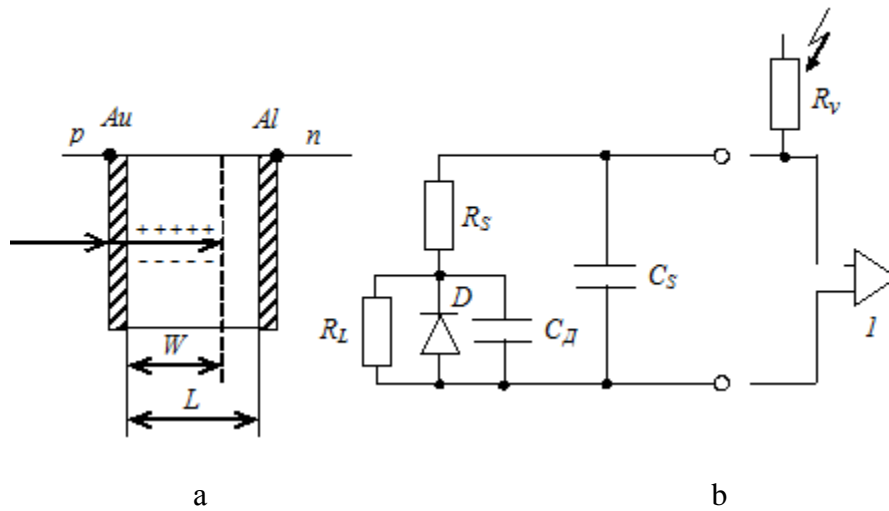 p Au Al n
+ + + + +
- - - - -
W
L
R_V
R_S
R_L D C_Д C_S
1
a b